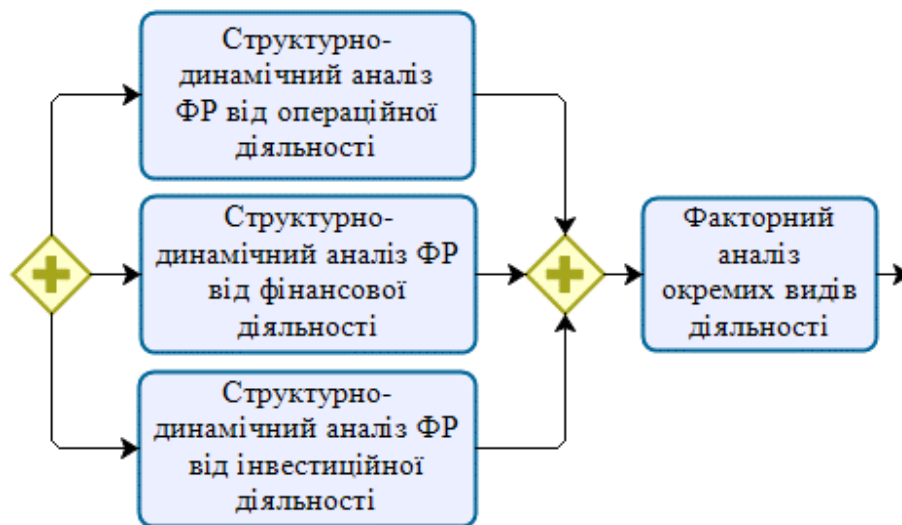 Структурно-
динамічний аналіз
ФР від операційної
діяльності
Структурно-
динамічний аналіз ФР
від фінансової
діяльності
Структурно-
динамічний аналіз ФР
від інвестиційної
діяльності
Факторний
аналіз
окремих видів
діяльності